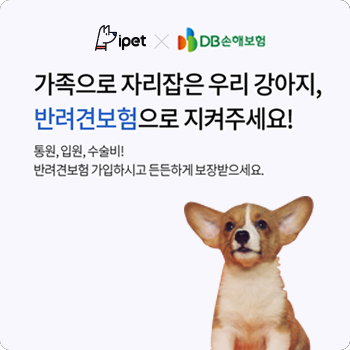 ipet × DB손해보험
가족으로 자리잡은 우리 강아지,
반려견보험으로 지켜주세요!
통원, 입원, 수술비!
반려견보험 가입하시고 든든하게 보장받으세요.